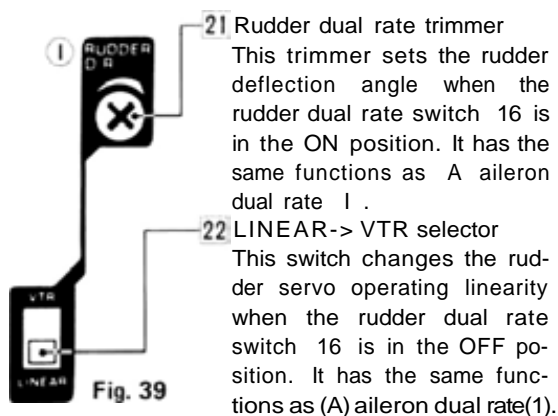 21 Rudder dual rate trimmer
This trimmer sets the rudder
deflection angle when the
rudder dual rate switch 16 is
in the ON position. It has the
same functions as A aileron
dual rate I .
22 LINEAR-> VTR selector
This switch changes the rud-
der servo operating linearity
when the rudder dual rate
switch 16 is in the OFF po-
sition. It has the same func-
tions as (A) aileron dual rate(1).
I
RUDDER
D R
VTR
LINEAR
Fig. 39